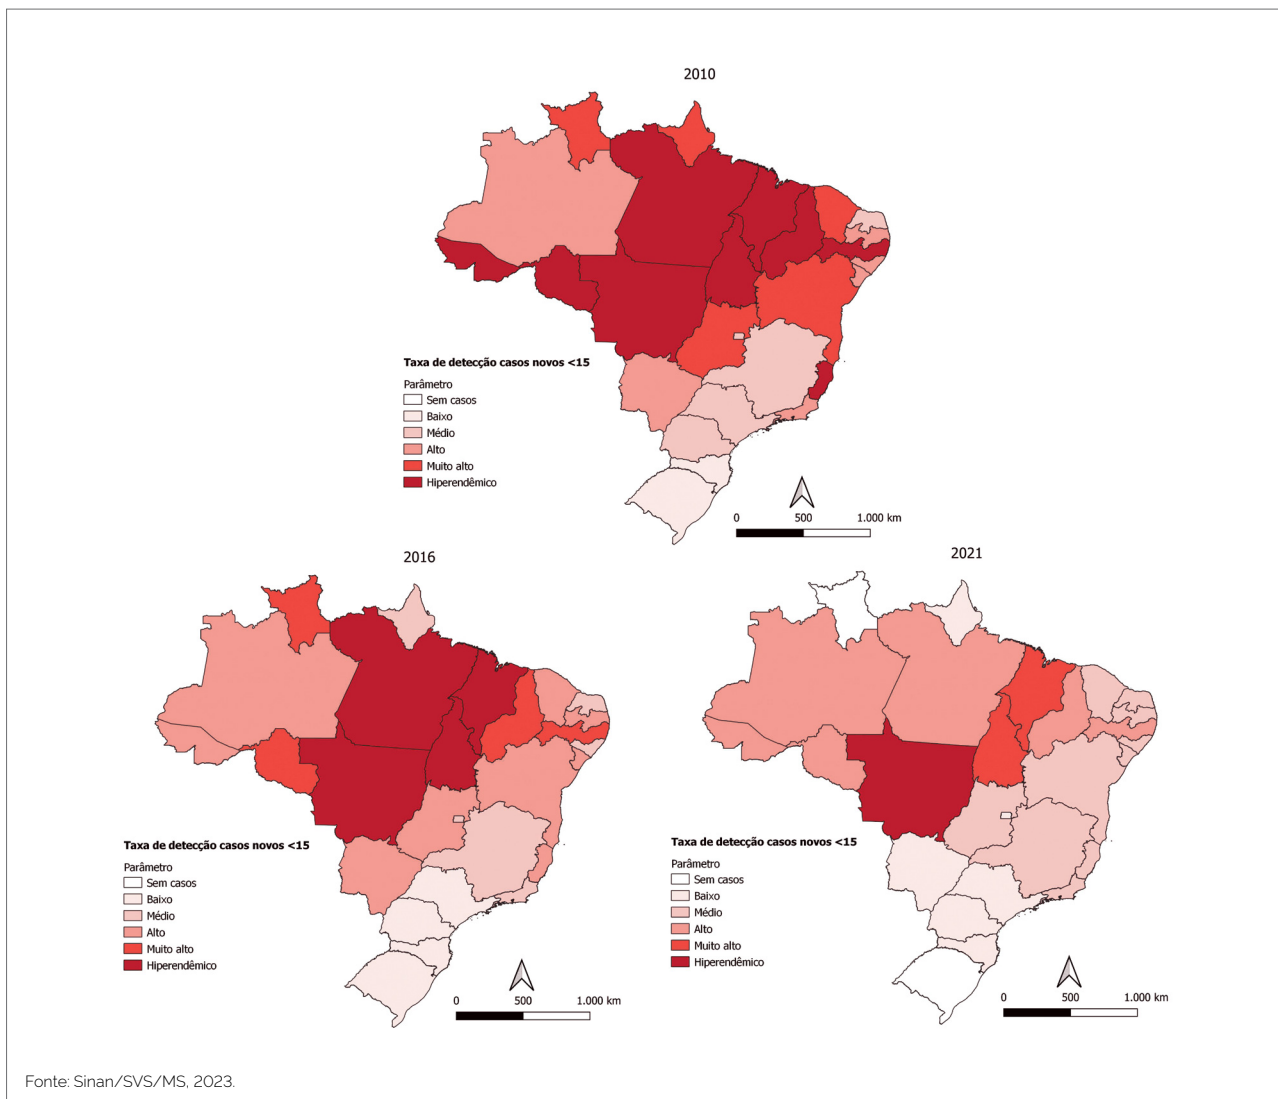 2010
Taxa de detecção casos novos <15
Parâmetro
Sem casos
Baixo
Médio
Alto
Muito alto
Hiperendêmico
0 500 1.000 km
2016
Taxa de detecção casos novos <15
Parâmetro
Sem casos
Baixo
Médio
Alto
Muito alto
Hiperendêmico
0 500 1.000 km
2021
Taxa de detecção casos novos <15
Parâmetro
Sem casos
Baixo
Médio
Alto
Muito alto
Hiperendêmico
0 500 1.000 km
Fonte: Sinan/SVS/MS, 2023.